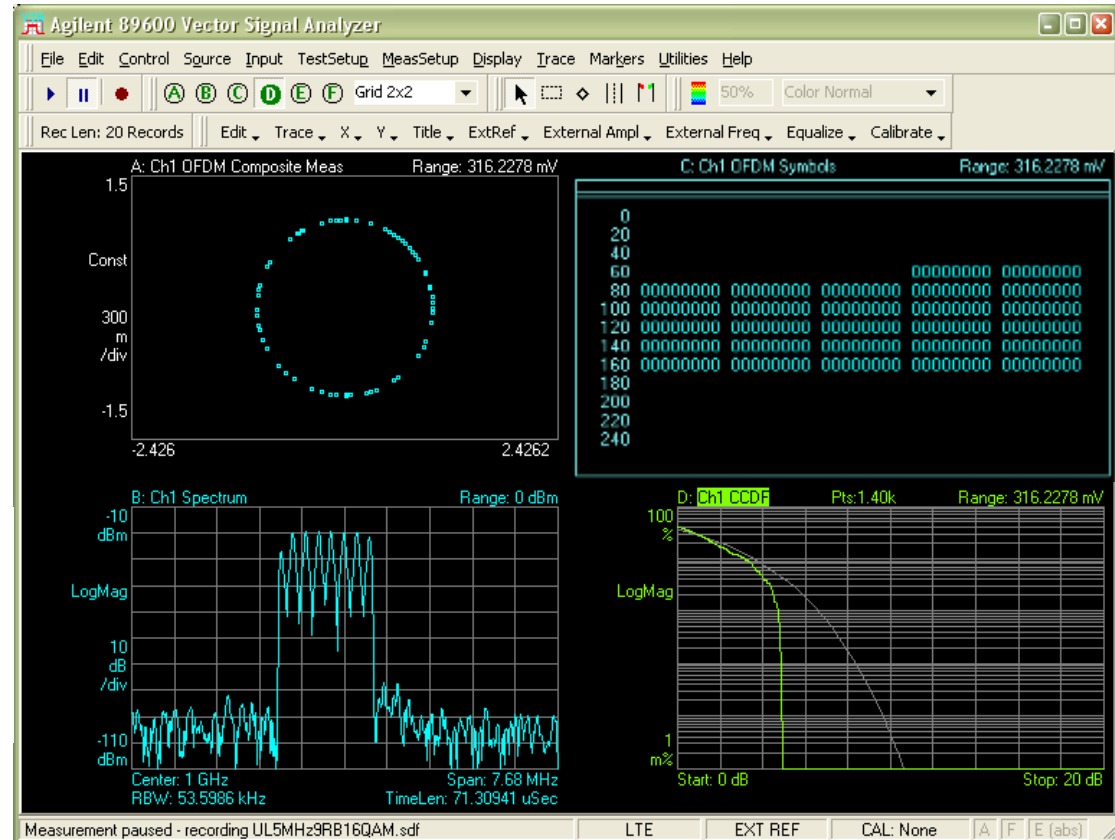 Agilent 89600 Vector Signal Analyzer
File Edit Control Source Input TestSetup MeasSetup Display Trace Markers Utilities Help
A B C D E F Grid 2x2 50% Color Normal
Rec Len: 20 Records Edit Trace X Y Title ExtRef External Ampl External Freq Equalize Calibrate
A: Ch1 OFDM Composite Meas Range: 316.2278 mV
1.5
Const
300
m
/div
-1.5
-2.426 2.4262
C: Ch1 OFDM Symbols Range: 316.2278 mV
0
20
40
60 00000000 00000000
80 00000000 00000000 00000000 00000000 00000000
100 00000000 00000000 00000000 00000000 00000000
120 00000000 00000000 00000000 00000000 00000000
140 00000000 00000000 00000000 00000000 00000000
160 00000000 00000000 00000000 00000000 00000000
180
200
220
240
B: Ch1 Spectrum Range: 0 dBm
-10
dBm
LogMag
10
dB
/div
-110
dBm
Center: 1 GHz Span: 7.68 MHz
RBW: 53.5986 kHz TimeLen: 71.30941 uSec
D: Ch1 CCDF Pts:1.40k Range: 316.2278 mV
100
%
LogMag
1
m%
Start: 0 dB Stop: 20 dB
Measurement paused - recording UL5MHz9RB16QAM.sdf LTE EXT REF CAL: None A F E (abs)